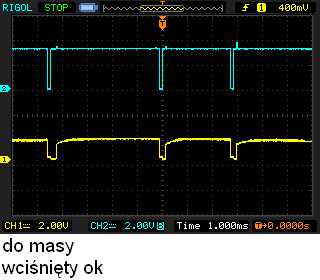 RIGOL STOP 1 400mV
T
2
1
CH1 2.00V CH2 2.00V Time 1.000ms T→0.0000s
do masy
wciśnięty ok